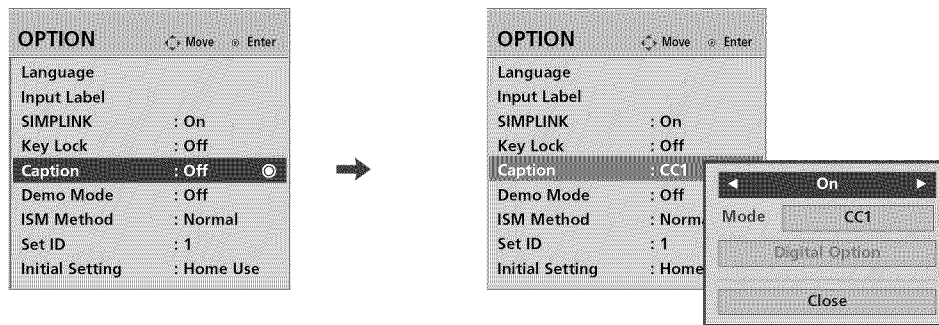 OPTION Move Enter
Language
Input Label
SIMPLINK : On
Key Lock : Off
Caption : Off
Demo Mode : Off
ISM Method : Normal
Set ID : 1
Initial Setting : Home Use
OPTION Move Enter
Language
Input Label
SIMPLINK : On
Key Lock : Off
Caption : CC1
Demo Mode : Off
ISM Method : Norm
Set ID : 1
Initial Setting : Home
On
Mode CC1
Digital Option
Close